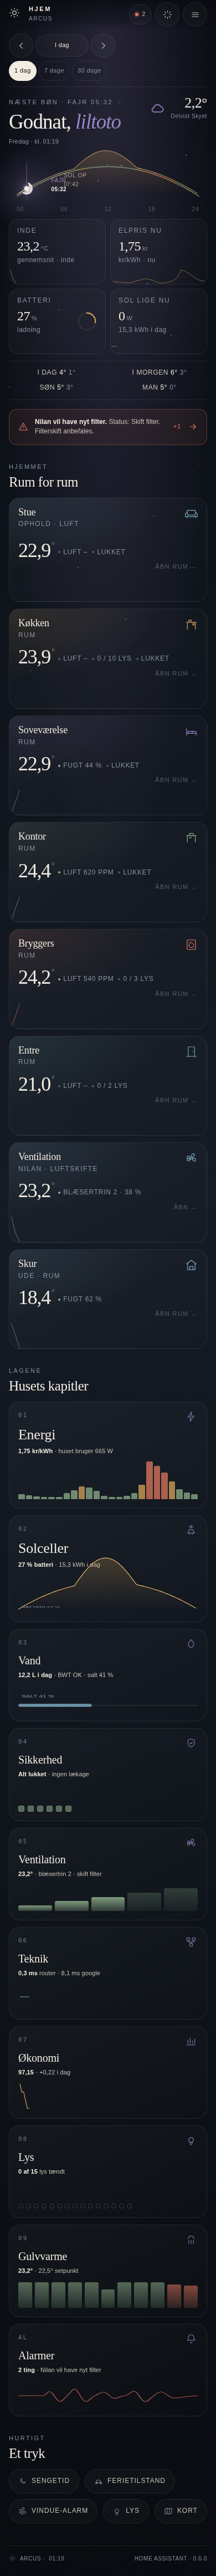 HJEM
ARCUS
2
I dag
1 dag
7 dage
30 dage
NÆSTE BØN · FAJR 05:32
Godnat, liltoto
2,2°
Delvist Skyet
Fredag · kl. 01:19
FAJR
05:32
SOL OP
07:42
00
06
12
18
24
INDE
23,2 °C
gennemsnit · inde
ELPRIS NU
1,75 kr
kr/kWh · nu
BATTERI
27 %
ladning
SOL LIGE NU
0 W
15,3 kWh i dag
I DAG 4° 1°
I MORGEN 6° 3°
SØN 5° 3°
MAN 5° 0°
Nilan vil have nyt filter. Status: Skift filter.
Filterskift anbefales.
+1 →
HJEMMET
Rum for rum
Stue
OPHOLD · LUFT
22,9°
LUFT –
LUKKET
ÅBN RUM →
Køkken
RUM
23,9°
LUFT –
0 / 10 LYS
LUKKET
ÅBN RUM →
Soveværelse
RUM
22,9°
FUGT 44 %
LUKKET
ÅBN RUM →
Kontor
RUM
24,4°
LUFT 620 PPM
LUKKET
ÅBN RUM →
Bryggers
RUM
24,2°
LUFT 540 PPM
0 / 3 LYS
ÅBN RUM →
Entre
RUM
21,0°
LUFT –
0 / 2 LYS
ÅBN RUM →
Ventilation
NILAN · LUFTSKIFTE
23,2°
BLÆSERTRIN 2 · 38 %
ÅBN →
Skur
UDE · RUM
18,4°
FUGT 62 %
ÅBN RUM →
LAGENE
Husets kapitler
01
Energi
1,75 kr/kWh · huset bruger 665 W
02
Solceller
27 % batteri · 15,3 kWh i dag
03
Vand
12,2 L i dag · BWT OK · salt 41 %
SALT 41 %
04
Sikkerhed
Alt lukket · ingen lækage
05
Ventilation
23,2° · blæsertrin 2 · skift filter
06
Teknik
0,3 ms router · 8,1 ms google
07
Økonomi
97,15 · +0,22 i dag
08
Lys
0 af 15 lys tændt
09
Gulvvarme
23,2° · 22,5° setpunkt
AL
Alarmer
2 ting · Nilan vil have nyt filter
HURTIGT
Et tryk
SENGETID
FERIETILSTAND
VINDUE-ALARM
LYS
KORT
ARCUS · 01:19
HOME ASSISTANT · 0.6.0